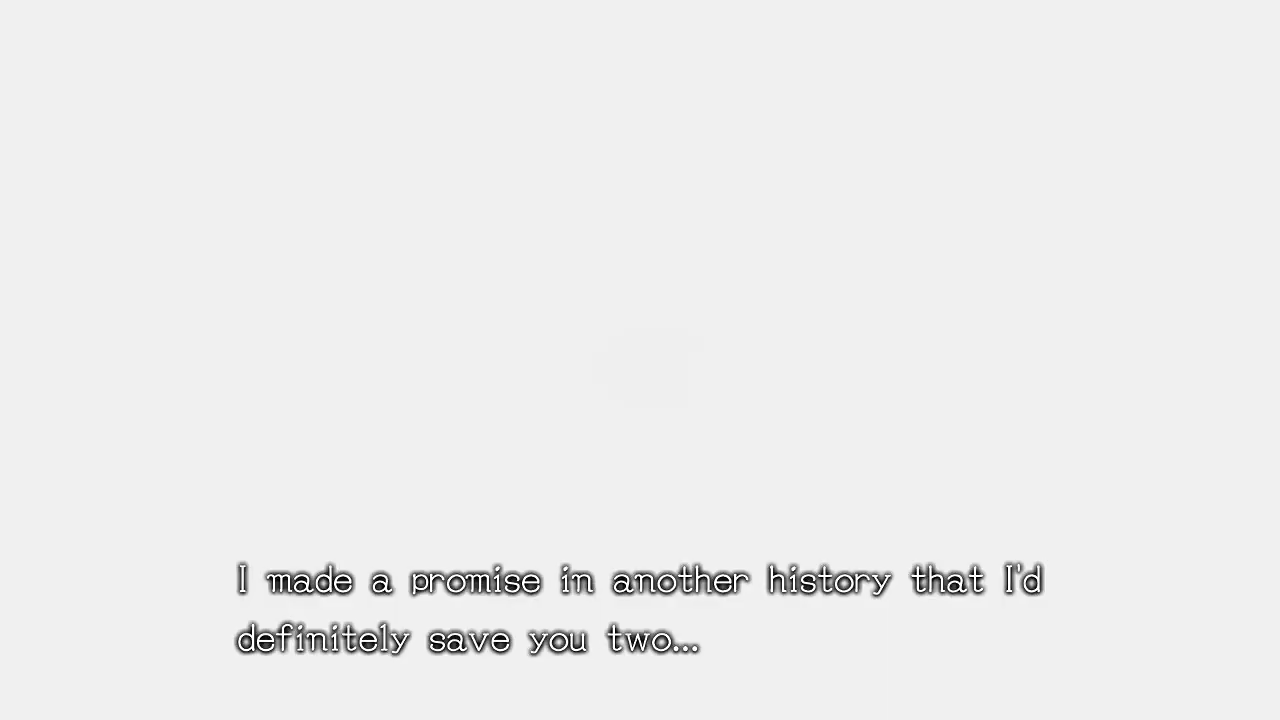 I made a promise in another history that I'd
definitely save you two...